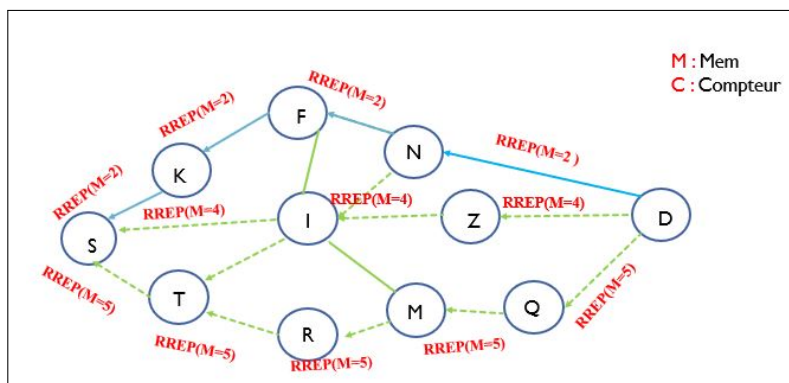 M : Mem
C : Compteur
F
RREP(M=2)
RREP(M=2)
N
RREP(M=2 )
K
RREP(M=2)
RREP(M=4)
RREP(M=4)
RREP(M=4)
S
I
Z
D
RREP(M=5)
T
R
M
Q
RREP(M=5)
RREP(M=5)
RREP(M=5)
RREP(M=5)